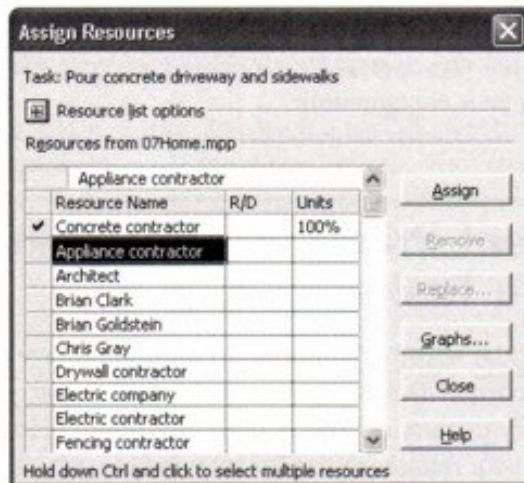 Assign Resources
Task: Pour concrete driveway and sidewalks
Resource list options
Resources from 07Home.mpp
Appliance contractor
Resource Name R/D Units
Concrete contractor 100%
Appliance contractor
Architect
Brian Clark
Brian Goldstein
Chris Gray
Drywall contractor
Electric company
Electric contractor
Fencing contractor
Assign
Remove
Replace...
Graphs...
Close
Help
Hold down Ctrl and click to select multiple resources